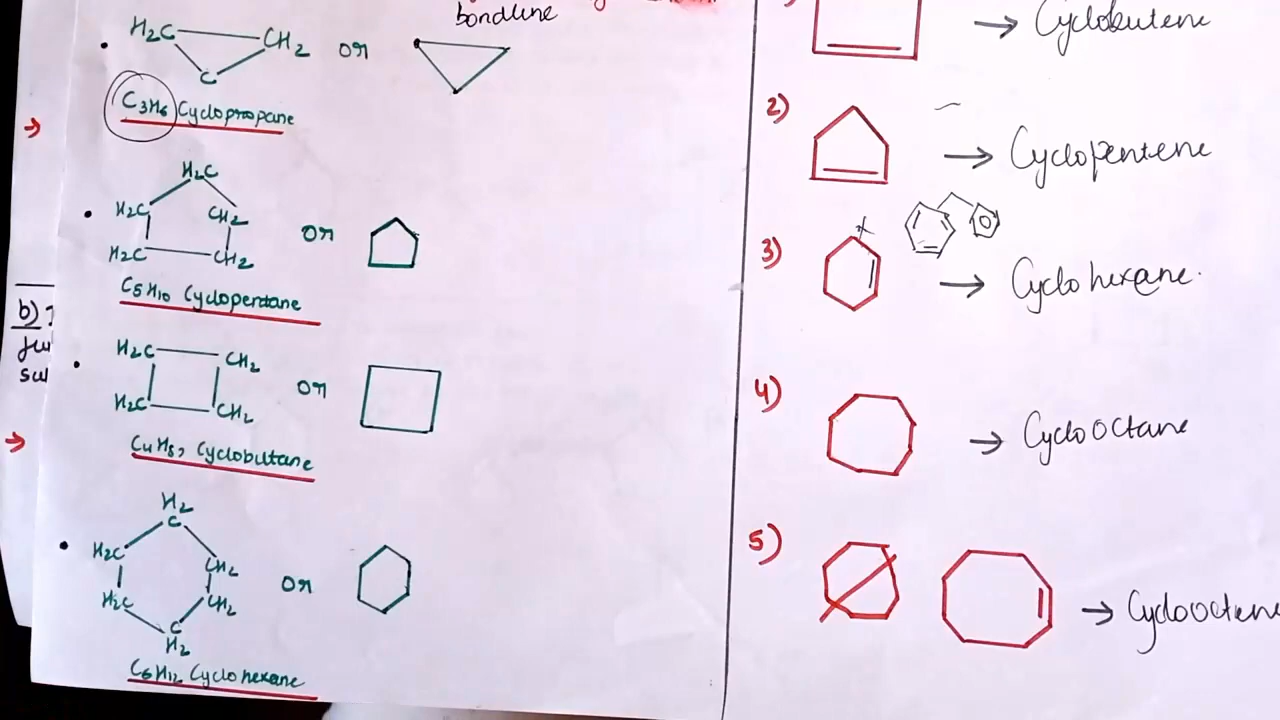 bondline
H₂C CH₂ or
C
C₃H₆ Cyclopropane
H₂C
H₂C CH₂ or
H₂C CH₂
C₅H₁₀ Cyclopentane
b)
H₂C CH₂ or
H₂C CH₂
C₄H₈, Cyclobutane
H₂
C
H₂C CH₂ or
H₂C CH₂
C
H₂
C₆H₁₂ Cyclohexane
→ Cyclobutene
2) → Cyclopentene
3) → Cyclohexane.
4) → Cyclooctane
5) → Cyclooctene